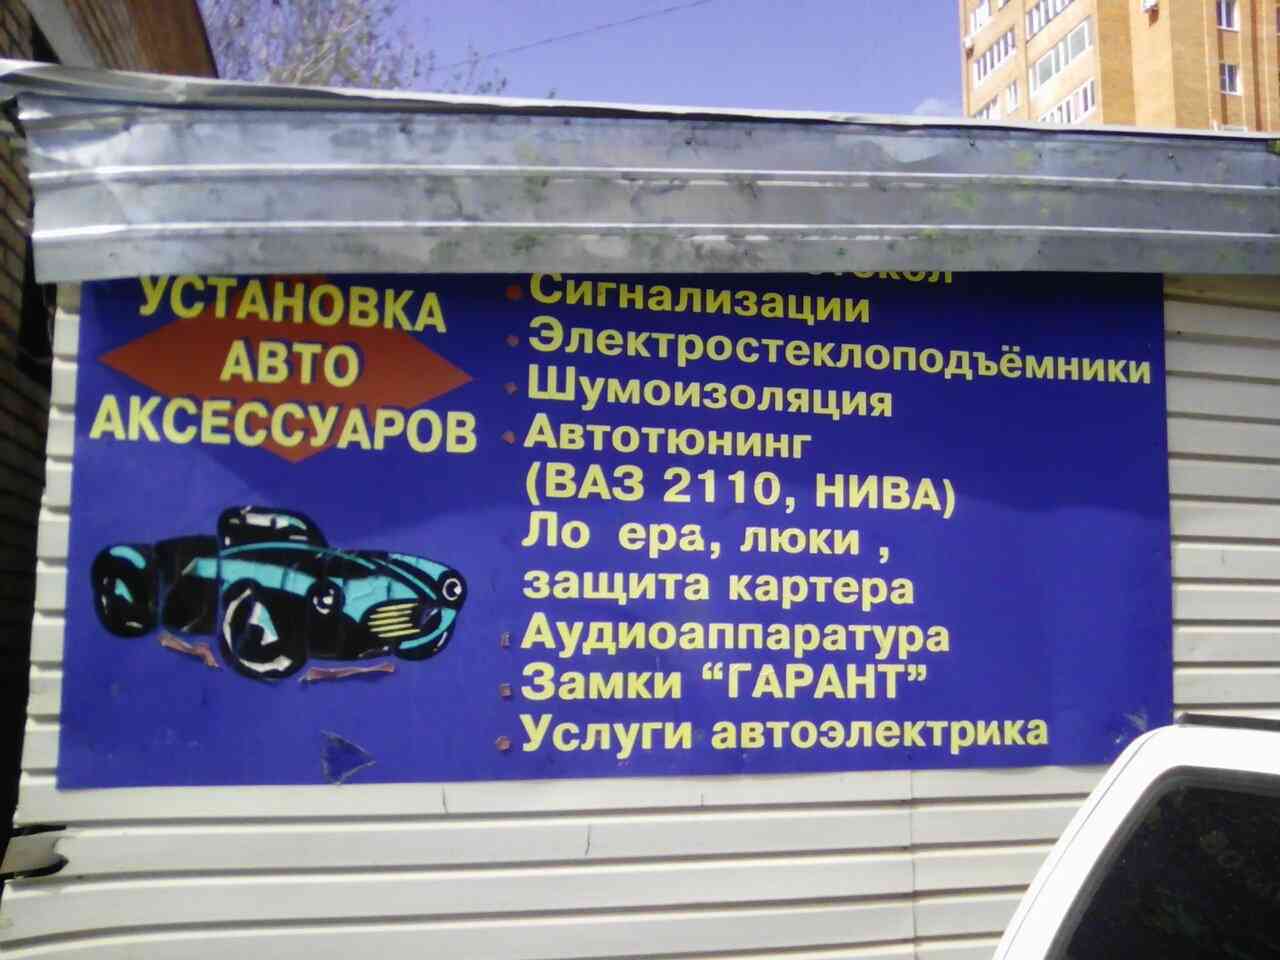 УСТАНОВКА
АВТО
АКСЕССУАРОВ
Сигнализации
Электростеклоподъёмники
Шумоизоляция
Автотюнинг
(ВАЗ 2110, НИВА)
Ло ера, люки ,
защита картера
Аудиоаппаратура
Замки “ГАРАНТ”
Услуги автоэлектрика